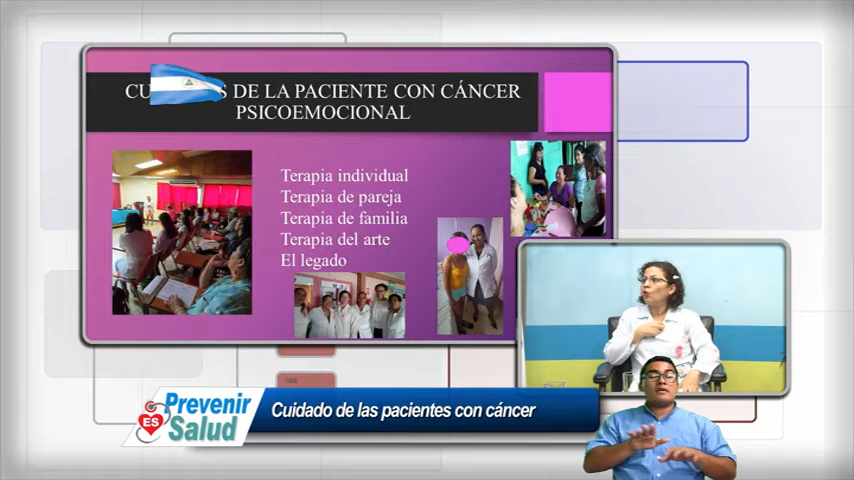 DE LA PACIENTE CON CÁNCER
PSICOEMOCIONAL
Terapia individual
Terapia de pareja
Terapia de familia
Terapia del arte
El legado
Prevenir
ES
Salud
Cuidado de las pacientes con cáncer